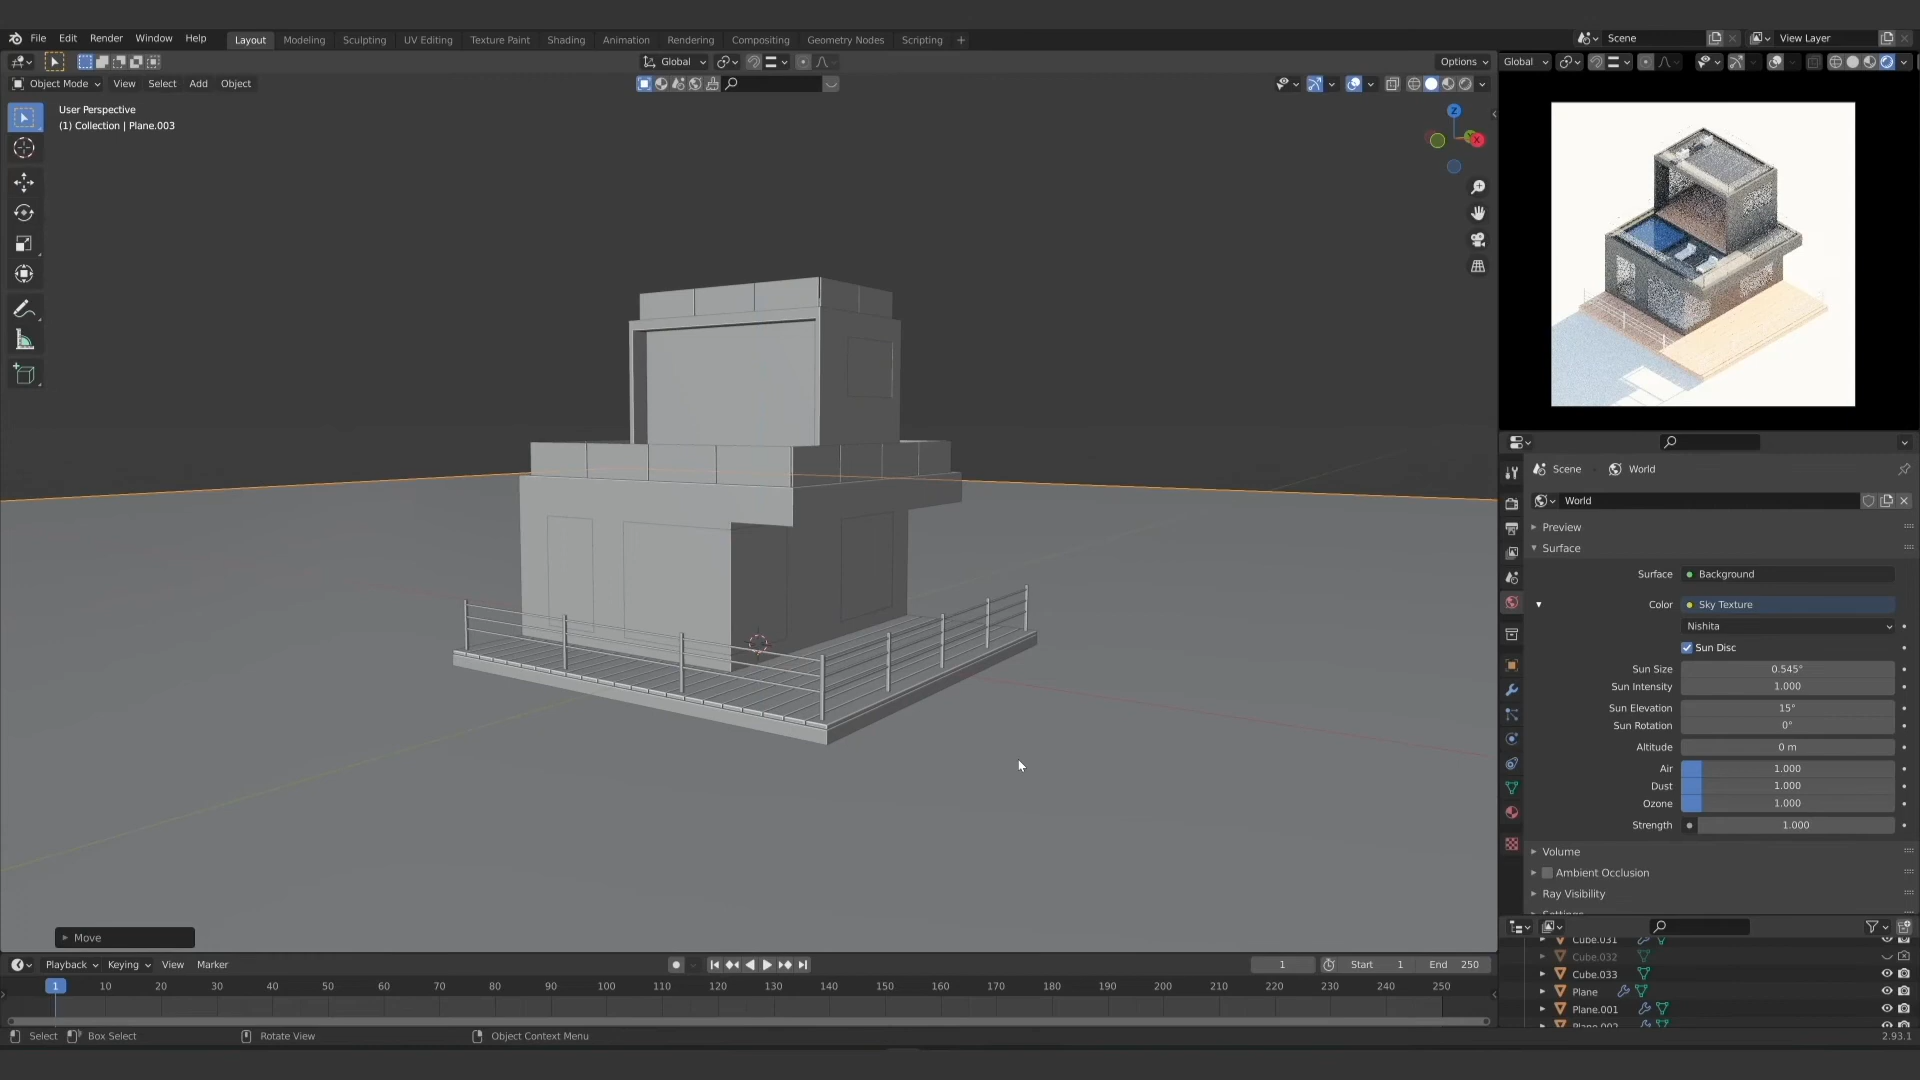 File Edit Render Window Help Layout Modeling Sculpting UV Editing Texture Paint Shading Animation Rendering Compositing Geometry Nodes Scripting + Scene View Layer
Global Options Global
Object Mode View Select Add Object
User Perspective
(1) Collection | Plane.003
Z
X
Scene World
World
Preview
Surface
Surface Background
Color Sky Texture
Nishita
Sun Disc
Sun Size 0.545°
Sun Intensity 1.000
Sun Elevation 15°
Sun Rotation 0°
Altitude 0 m
Air 1.000
Dust 1.000
Ozone 1.000
Strength 1.000
Volume
Ambient Occlusion
Ray Visibility
Settings
Move
Cube.031
Cube.032
Cube.033
Plane
Plane.001
Plane.002
Playback Keying View Marker 1 Start 1 End 250
1 10 20 30 40 50 60 70 80 90 100 110 120 130 140 150 160 170 180 190 200 210 220 230 240 250
Select Box Select Rotate View Object Context Menu 2.93.1